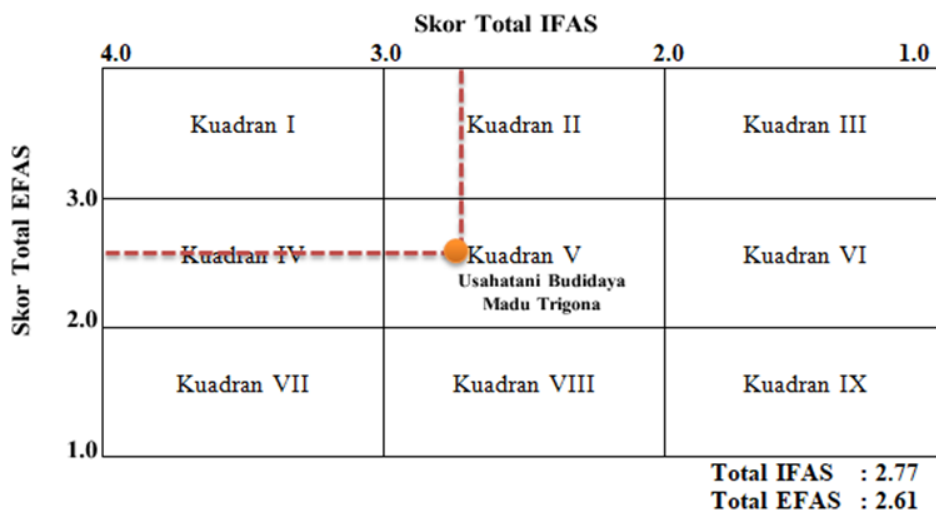 Skor Total IFAS
4.0 3.0 2.0 1.0
Kuadran I Kuadran II Kuadran III
Skor Total EFAS
3.0
Kuadran IV Kuadran V Kuadran VI
Usahatani Budidaya
Madu Trigona
2.0
Kuadran VII Kuadran VIII Kuadran IX
1.0
Total IFAS : 2.77
Total EFAS : 2.61